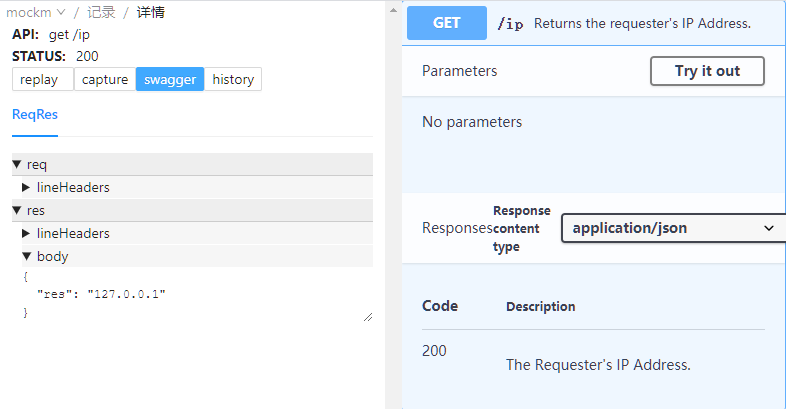 mockm / 记录 / 详情
API: get /ip
STATUS: 200
replay capture swagger history
ReqRes
req
lineHeaders
res
lineHeaders
body
{
"res": "127.0.0.1"
}
GET /ip Returns the requester's IP Address.
Parameters Try it out
No parameters
Responses Response content type application/json
Code Description
200 The Requester's IP Address.